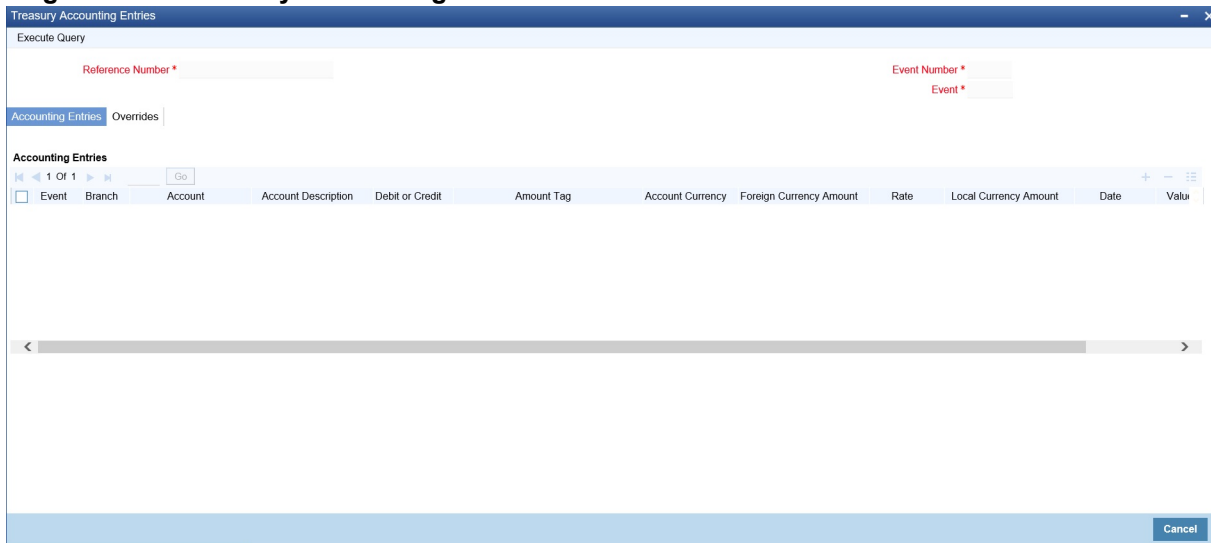 Treasury Accounting Entries
Execute Query
Reference Number * Event Number *
Event *
Accounting Entries Overrides
Accounting Entries
1 Of 1 Go
Event Branch Account Account Description Debit or Credit Amount Tag Account Currency Foreign Currency Amount Rate Local Currency Amount Date
Cancel